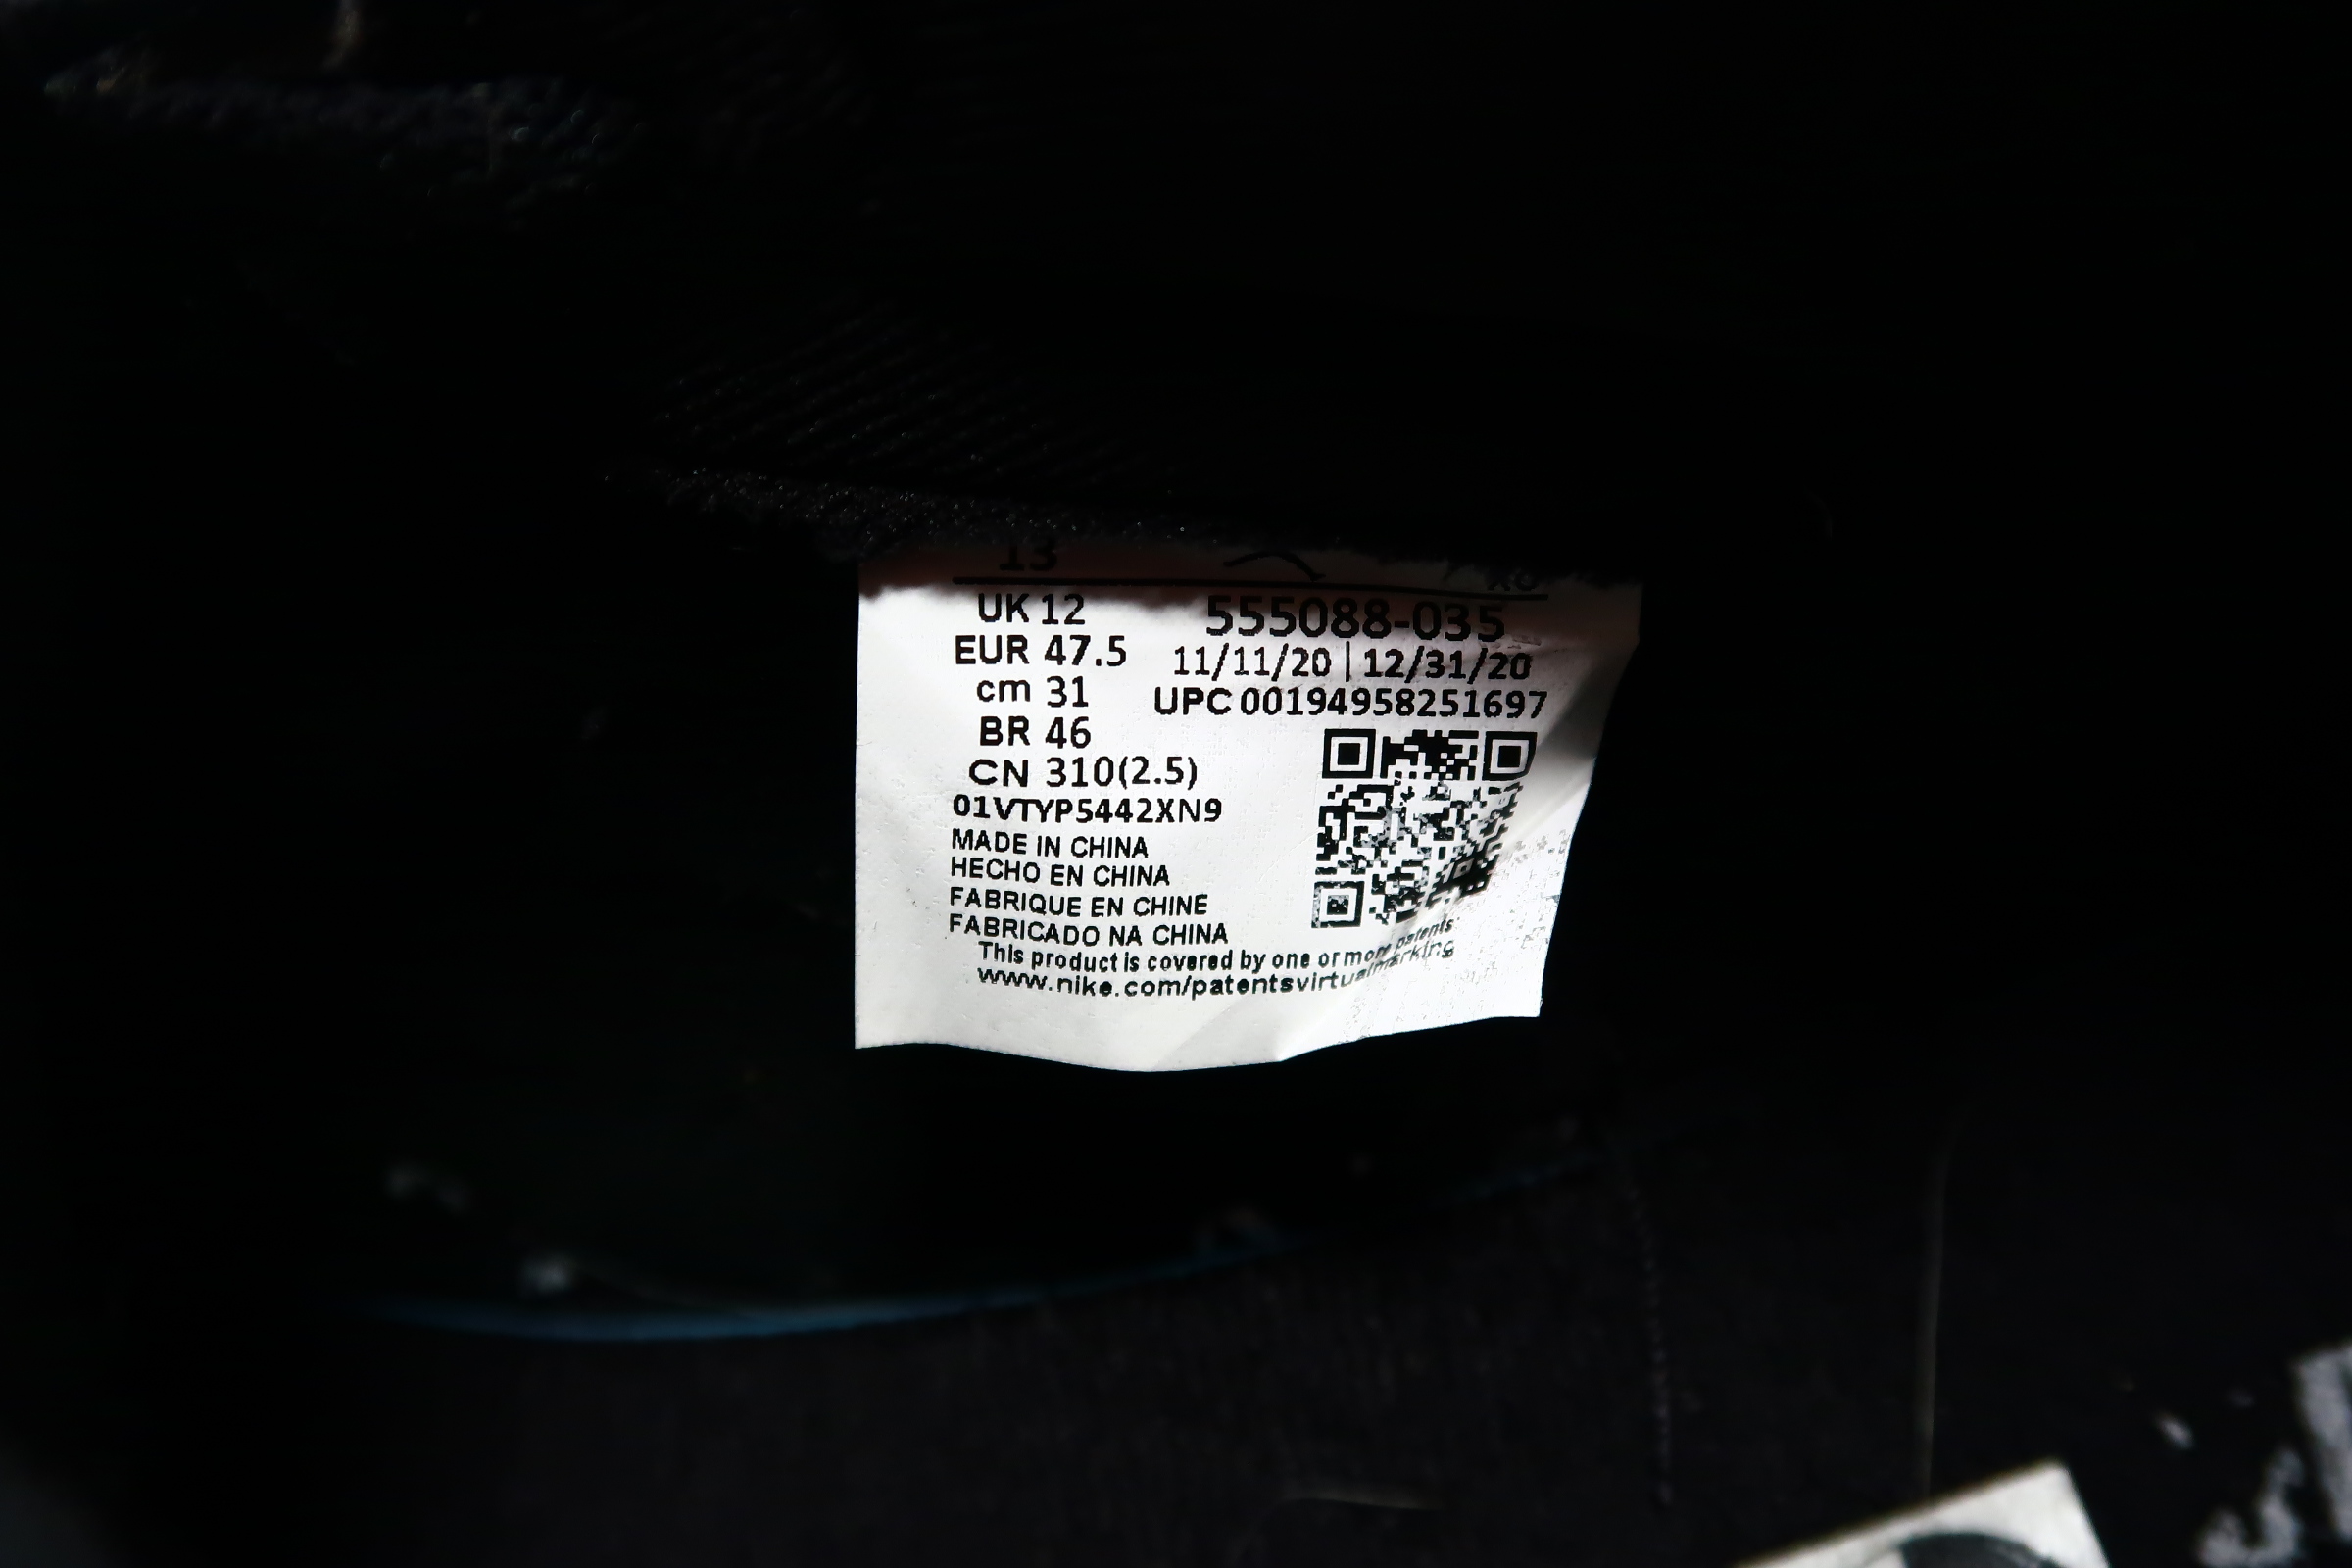 13
UK 12
555088-035
EUR 47.5
11/11/20 | 12/31/20
cm 31
UPC 00194958251697
BR 46
CN 310(2.5)
01VTYP5442XN9
MADE IN CHINA
HECHO EN CHINA
FABRIQUE EN CHINE
FABRICADO NA CHINA
This product is covered by one or more patents
www.nike.com/patentsvirtualmarking